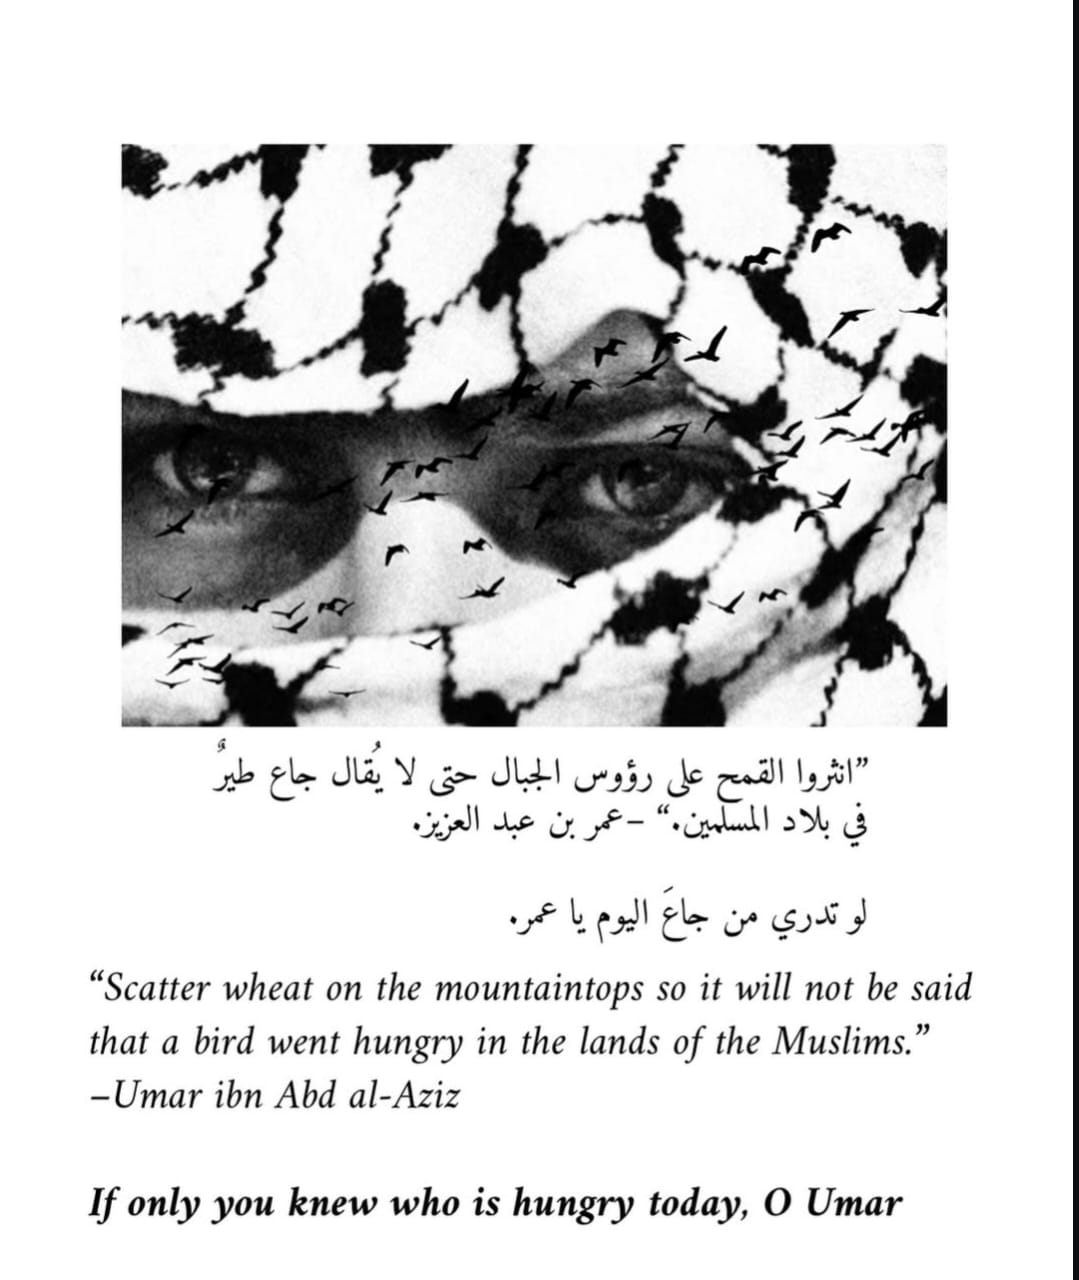 ”انثروا القمح على رؤوس الجبال حتى لا يُقال جاع طيرٌ
في بلاد المسلمين.“ –عمر بن عبد العزيز.
لو تدري من جاعَ اليوم يا عمر.
“Scatter wheat on the mountaintops so it will not be said
that a bird went hungry in the lands of the Muslims.”
–Umar ibn Abd al-Aziz
If only you knew who is hungry today, O Umar